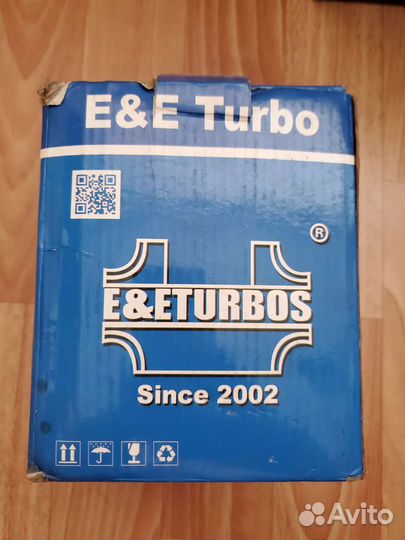 E&E Turbo
®
E&ETURBOS
Since 2002
Avito